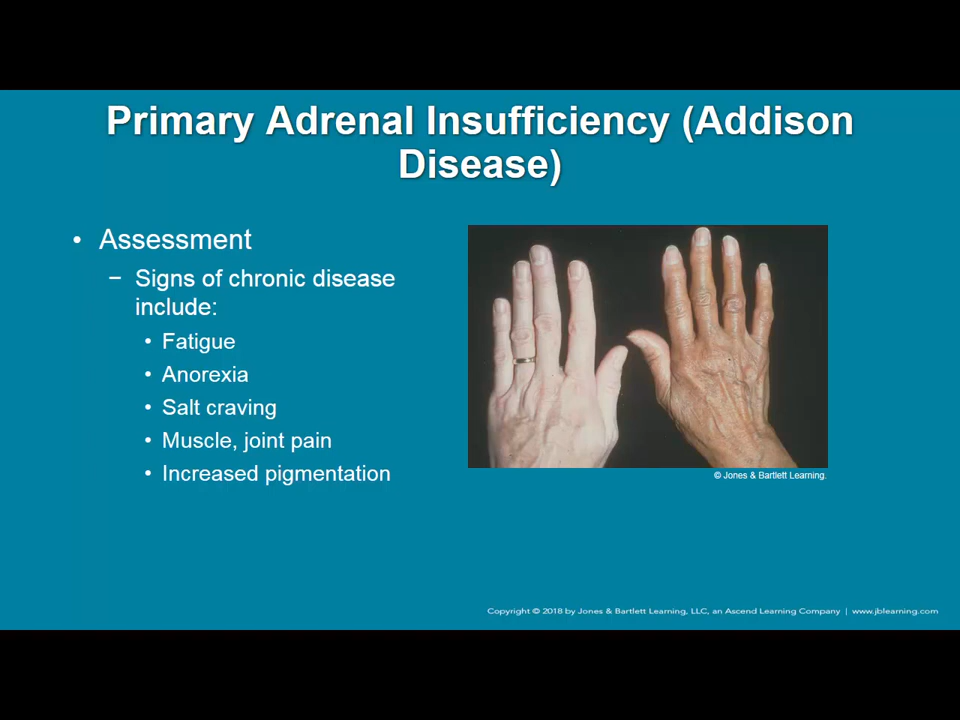 Primary Adrenal Insufficiency (Addison
Disease)
• Assessment
– Signs of chronic disease
include:
• Fatigue
• Anorexia
• Salt craving
• Muscle, joint pain
• Increased pigmentation
© Jones & Bartlett Learning.
Copyright © 2018 by Jones & Bartlett Learning, LLC, an Ascend Learning Company | www.jblearning.com